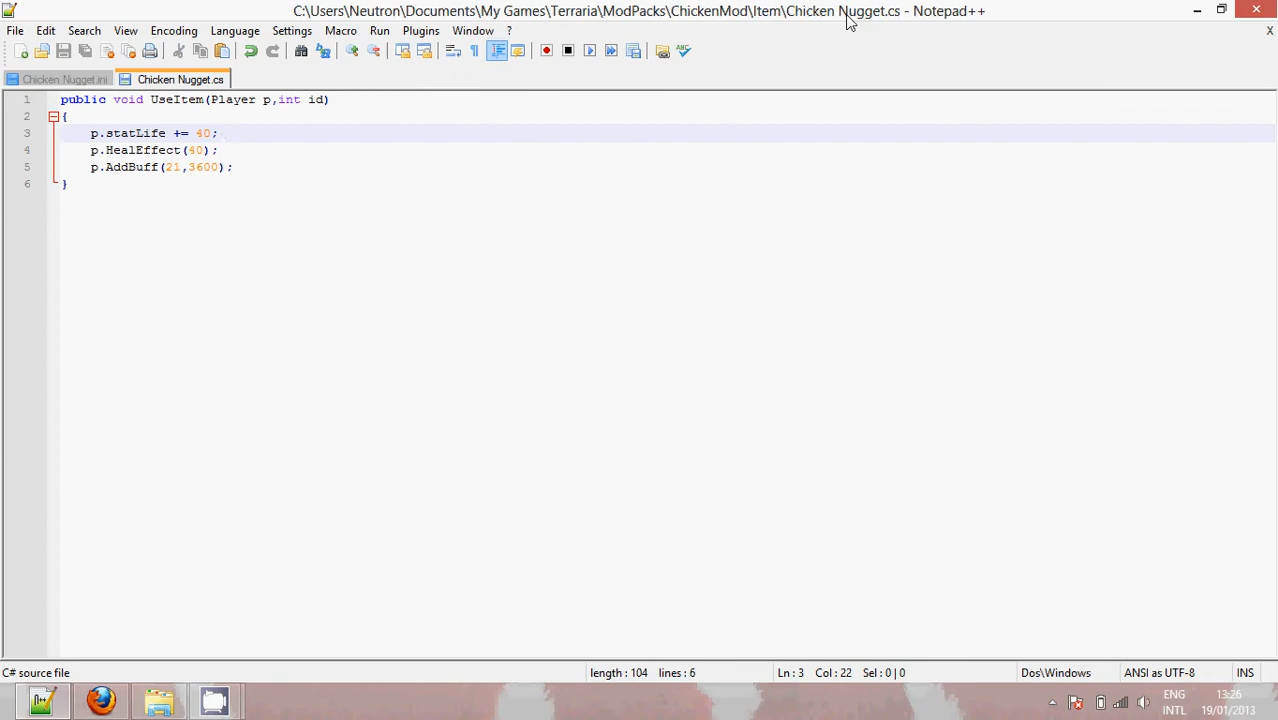 C:\Users\Neutron\Documents\My Games\Terraria\ModPacks\ChickenMod\Item\Chicken Nugget.cs - Notepad++
File Edit Search View Encoding Language Settings Macro Run Plugins Window ? X
Chicken Nugget.ini Chicken Nugget.cs
1 public void UseItem(Player p,int id)
2 {
3 p.statLife += 40;
4 p.HealEffect(40);
5 p.AddBuff(21,3600);
6 }
C# source file length : 104 lines : 6 Ln : 3 Col : 22 Sel : 0 | 0 Dos\Windows ANSI as UTF-8 INS
ENG 13:26
INTL 19/01/2013